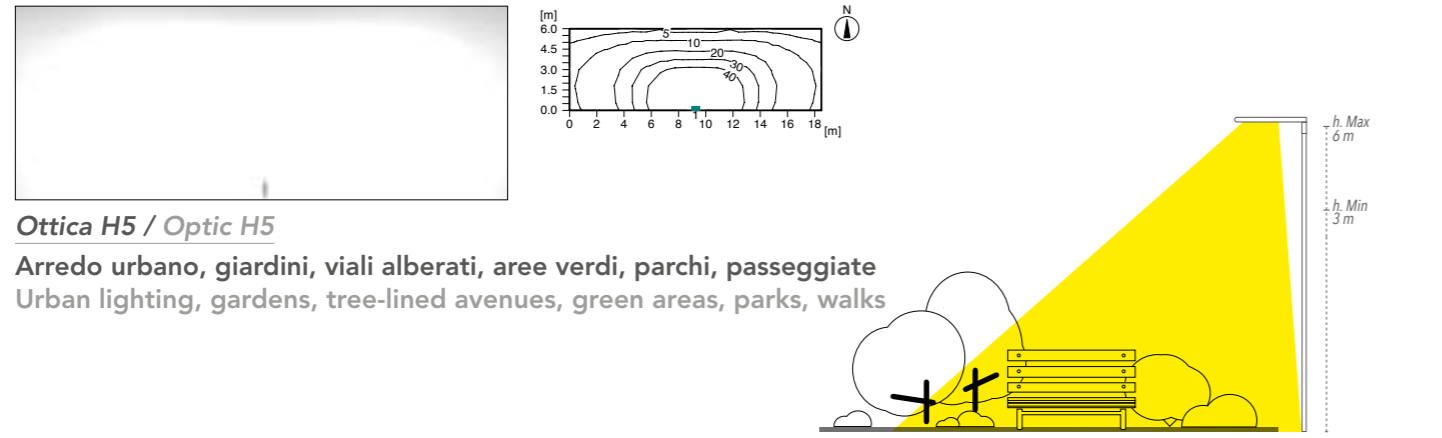 [m]
N
6.0
4.5
3.0
1.5
0.0
5
10
20
30
40
1
0 2 4 6 8 10 12 14 16 18 [m]
h. Max
6 m
h. Min
3 m
Ottica H5 / Optic H5
Arredo urbano, giardini, viali alberati, aree verdi, parchi, passeggiate
Urban lighting, gardens, tree-lined avenues, green areas, parks, walks